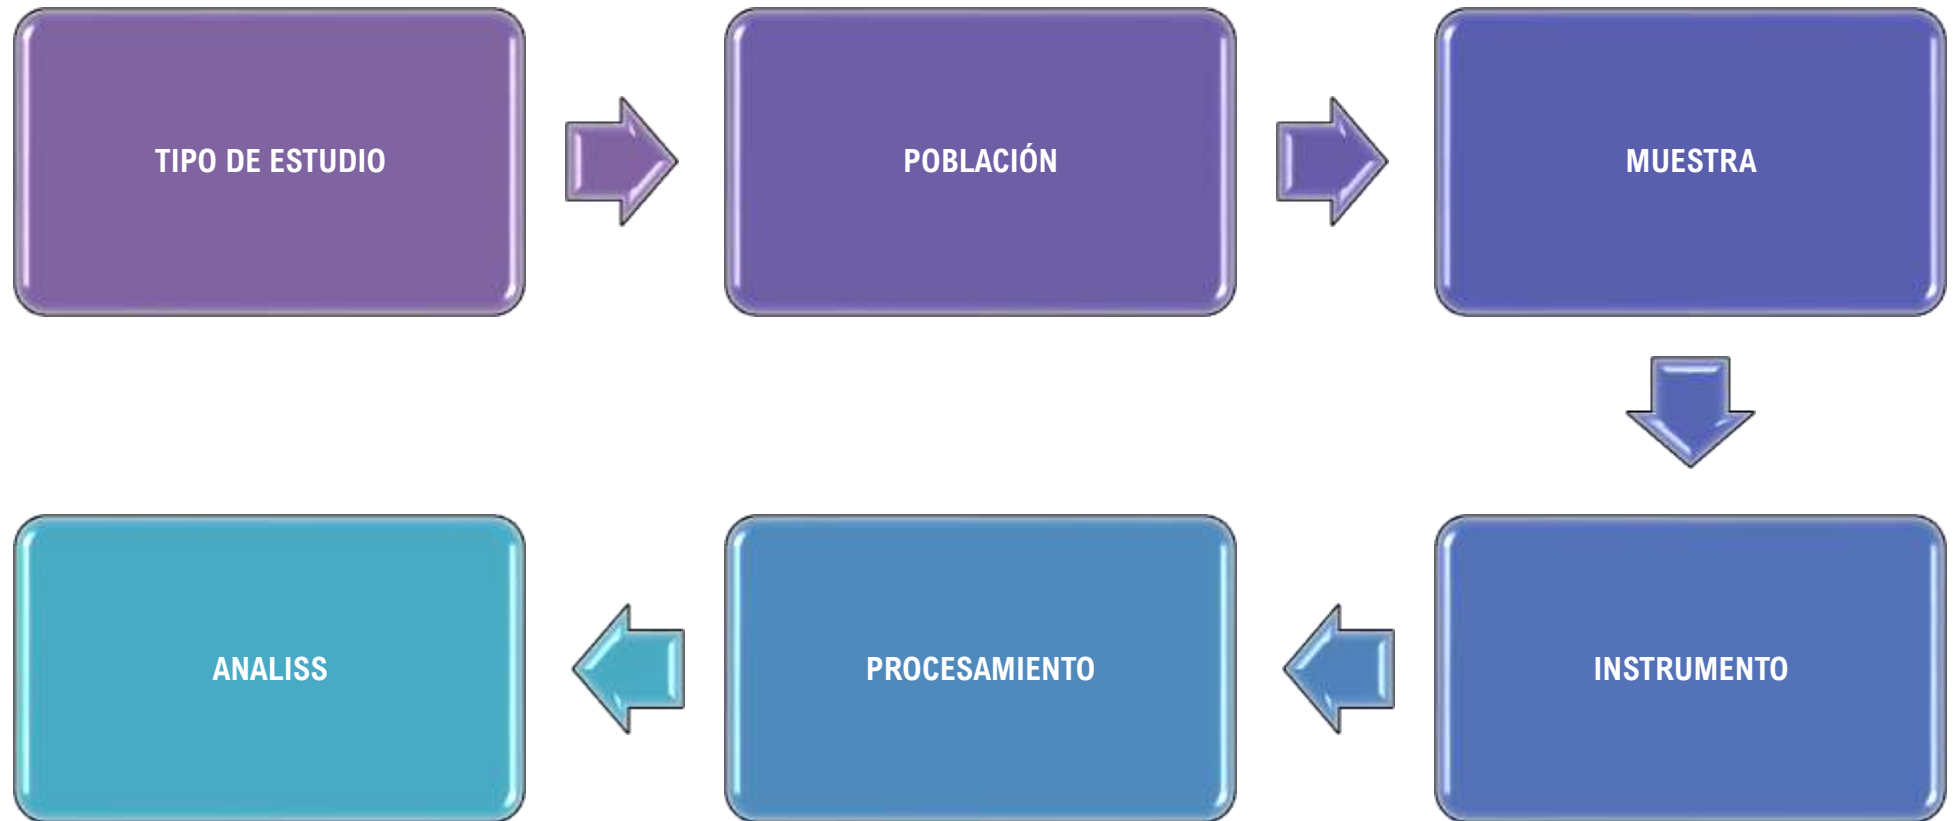 TIPO DE ESTUDIO
POBLACIÓN
MUESTRA
INSTRUMENTO
PROCESAMIENTO
ANALISS